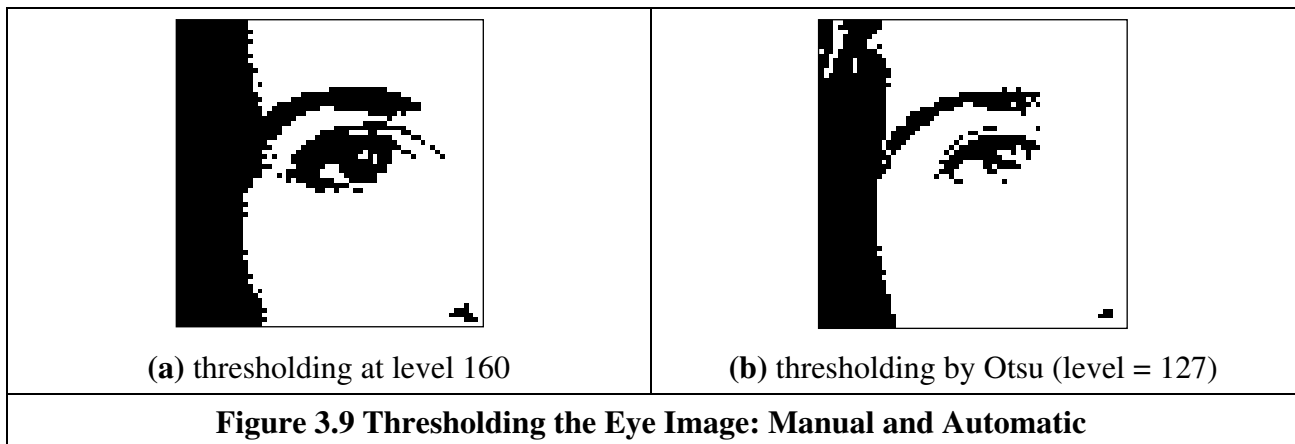 (a) thresholding at level 160
(b) thresholding by Otsu (level = 127)
Figure 3.9 Thresholding the Eye Image: Manual and Automatic